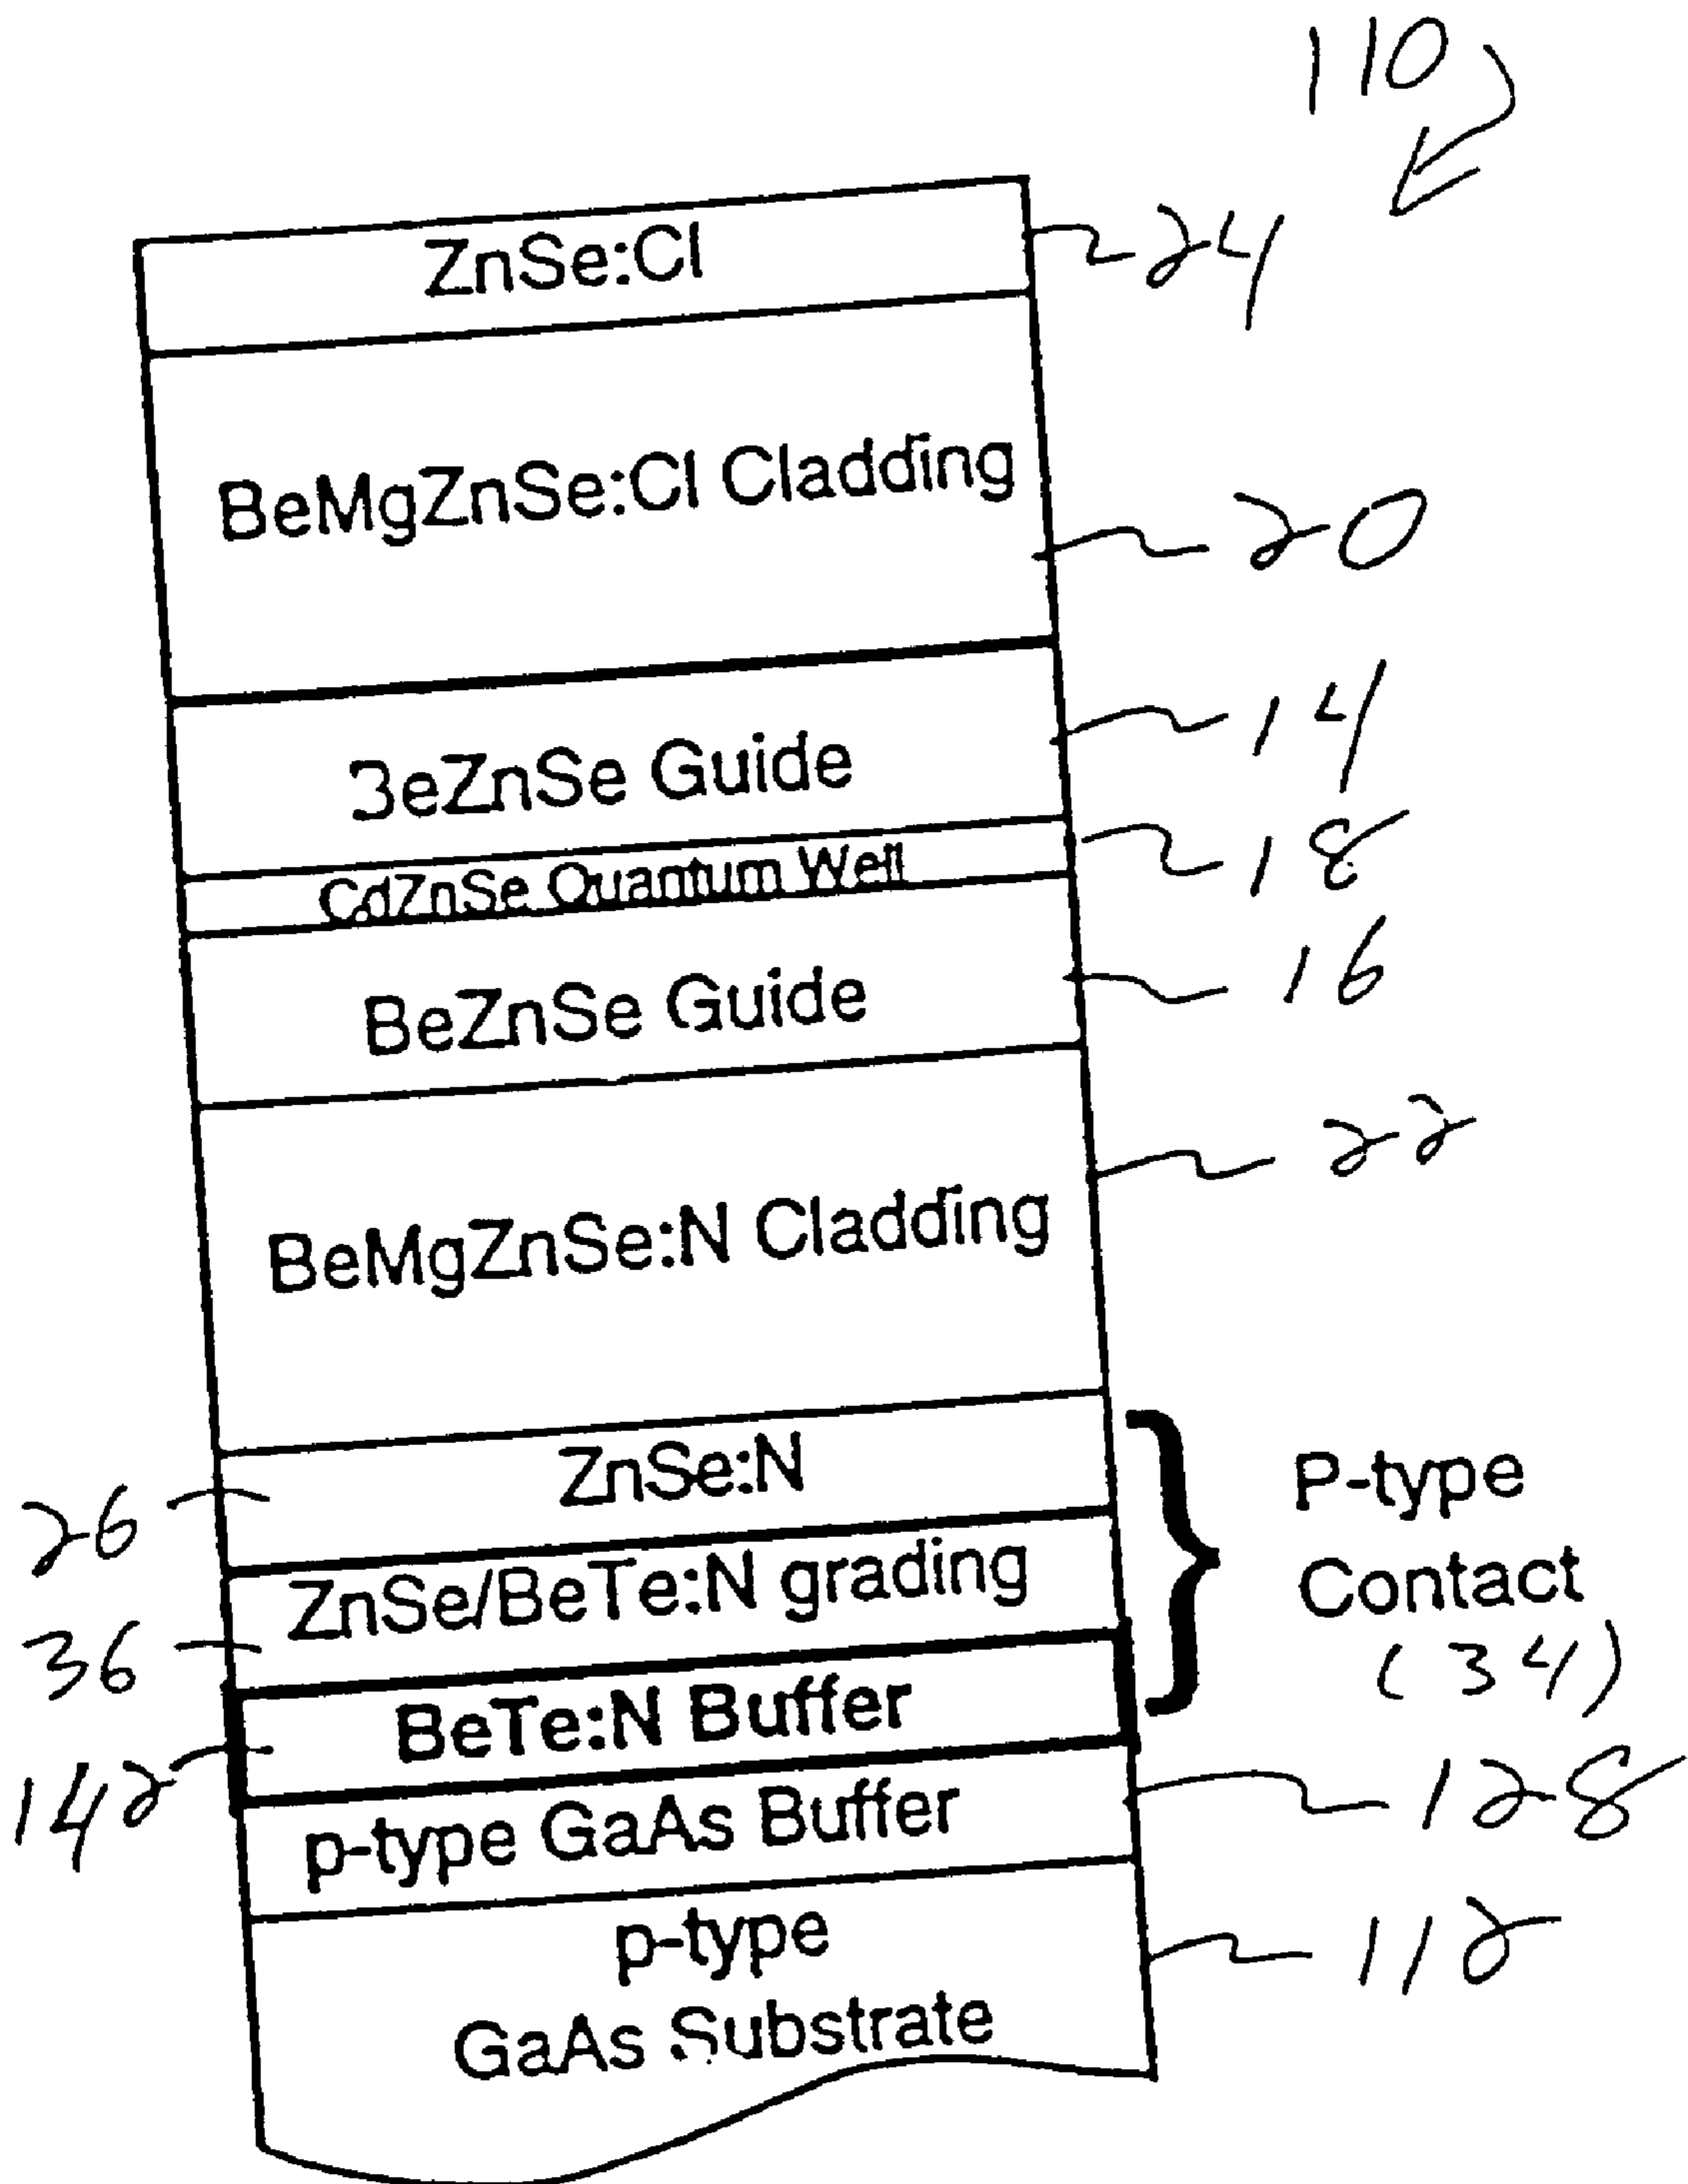 110
ZnSe:Cl
24
BeMgZnSe:Cl Cladding
20
14
3eZnSe Guide
18
CdZnSe Quantum Well
BeZnSe Guide
16
22
BeMgZnSe:N Cladding
ZnSe:N
26
P-type
Contact
(34)
ZnSe/BeTe:N grading
36
BeTe:N Buffer
142
128
p-type GaAs Buffer
p-type
112
GaAs Substrate